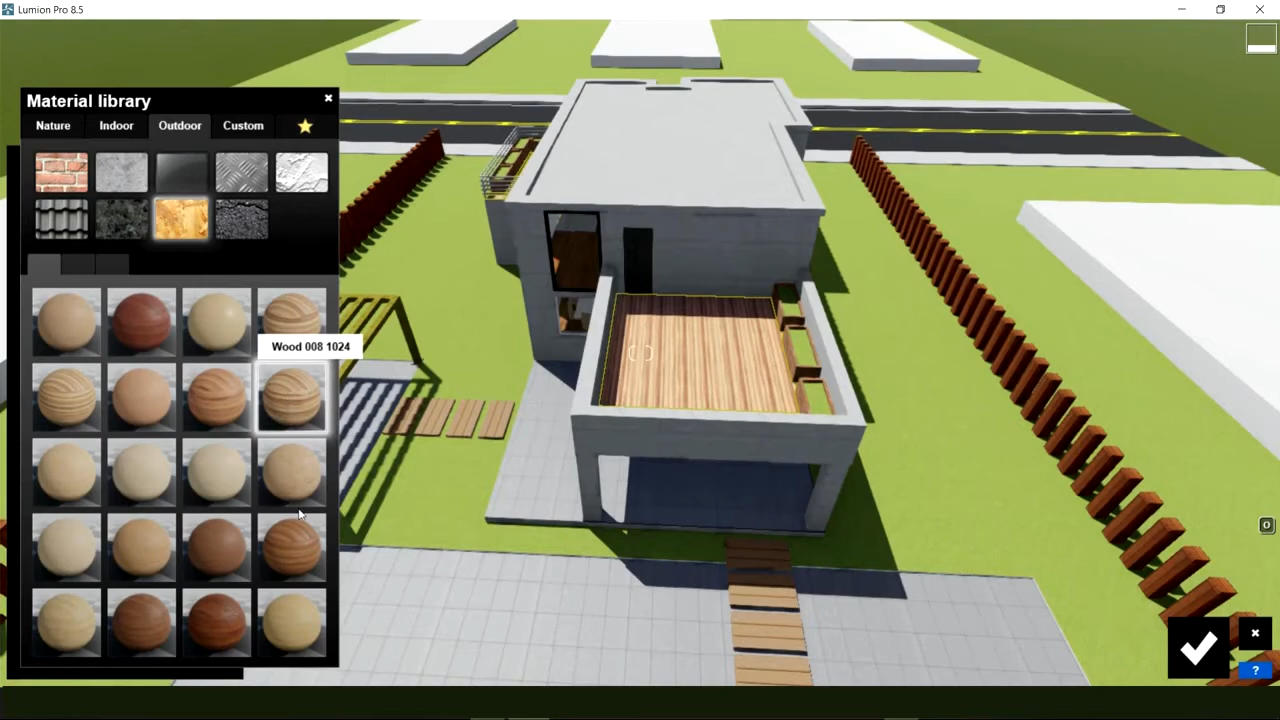 Lumion Pro 8.5
Material library
Nature Indoor Outdoor Custom
Wood 008 1024
O
?